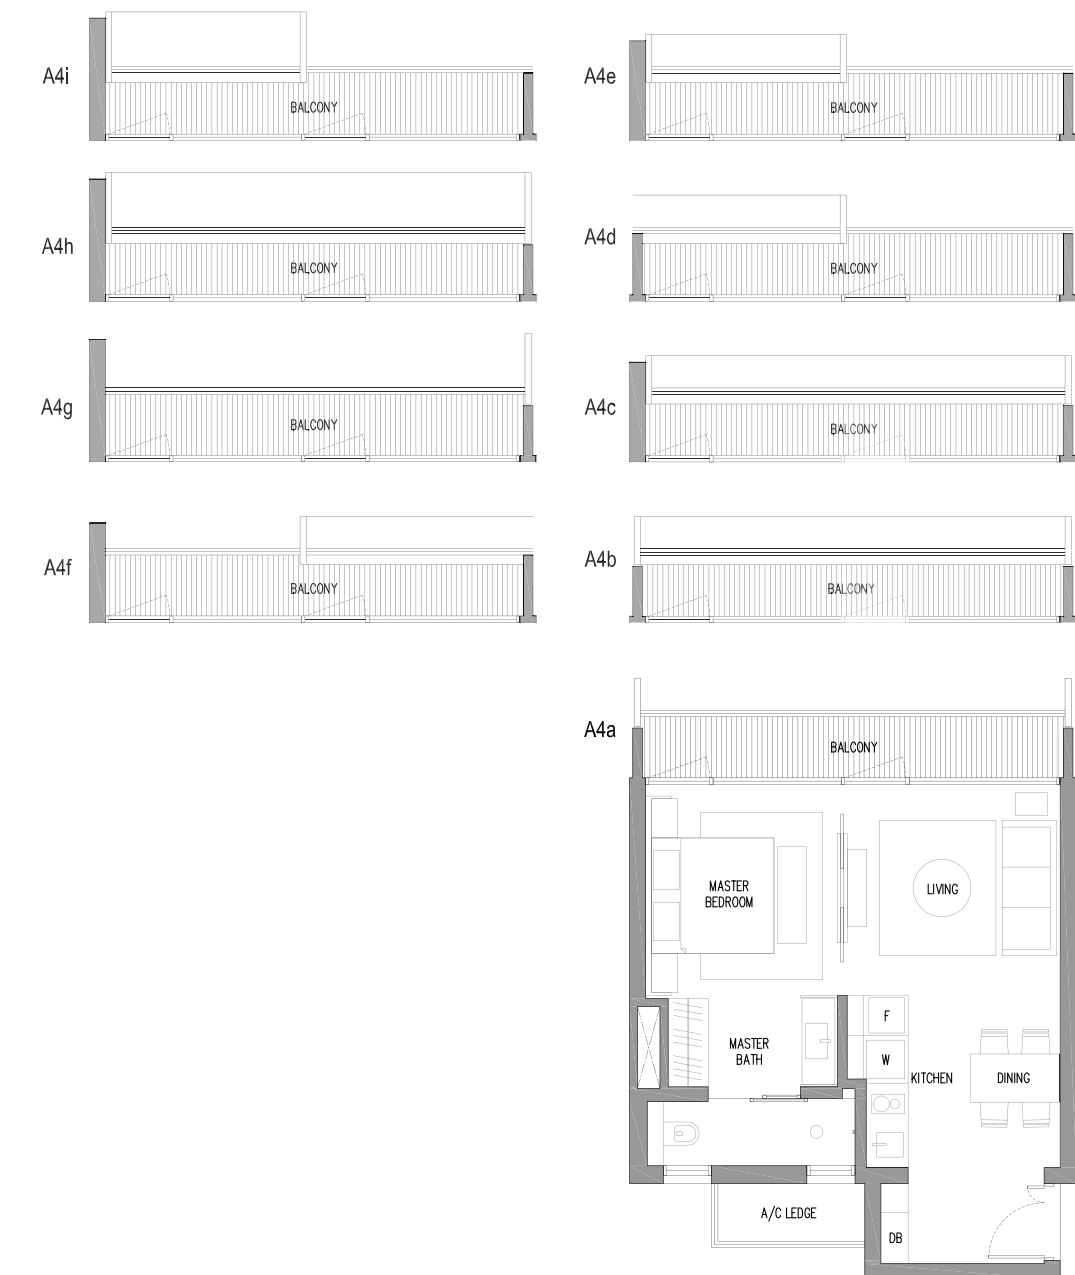 A4i
BALCONY
A4e
BALCONY
A4h
BALCONY
A4d
BALCONY
A4g
BALCONY
A4c
BALCONY
A4f
BALCONY
A4b
BALCONY
A4a
BALCONY
MASTER
BEDROOM
LIVING
F
MASTER
BATH
W
KITCHEN
DINING
A/C LEDGE
DB